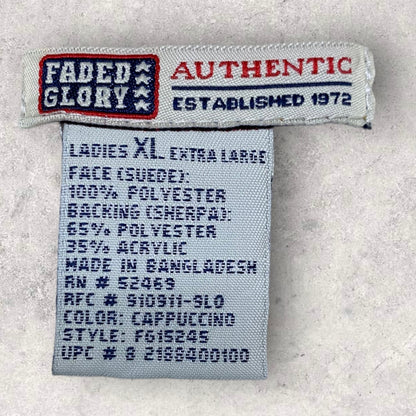 FADED
GLORY
AUTHENTIC
ESTABLISHED 1972
LADIES XL EXTRA LARGE
FACE (SUEDE):
100% POLYESTER
BACKING (SHERPA):
65% POLYESTER
35% ACRYLIC
MADE IN BANGLADESH
RN # 52469
RFC # 910911-9L0
COLOR: CAPPUCCINO
STYLE: FG15245
UPC # 8 2188400100